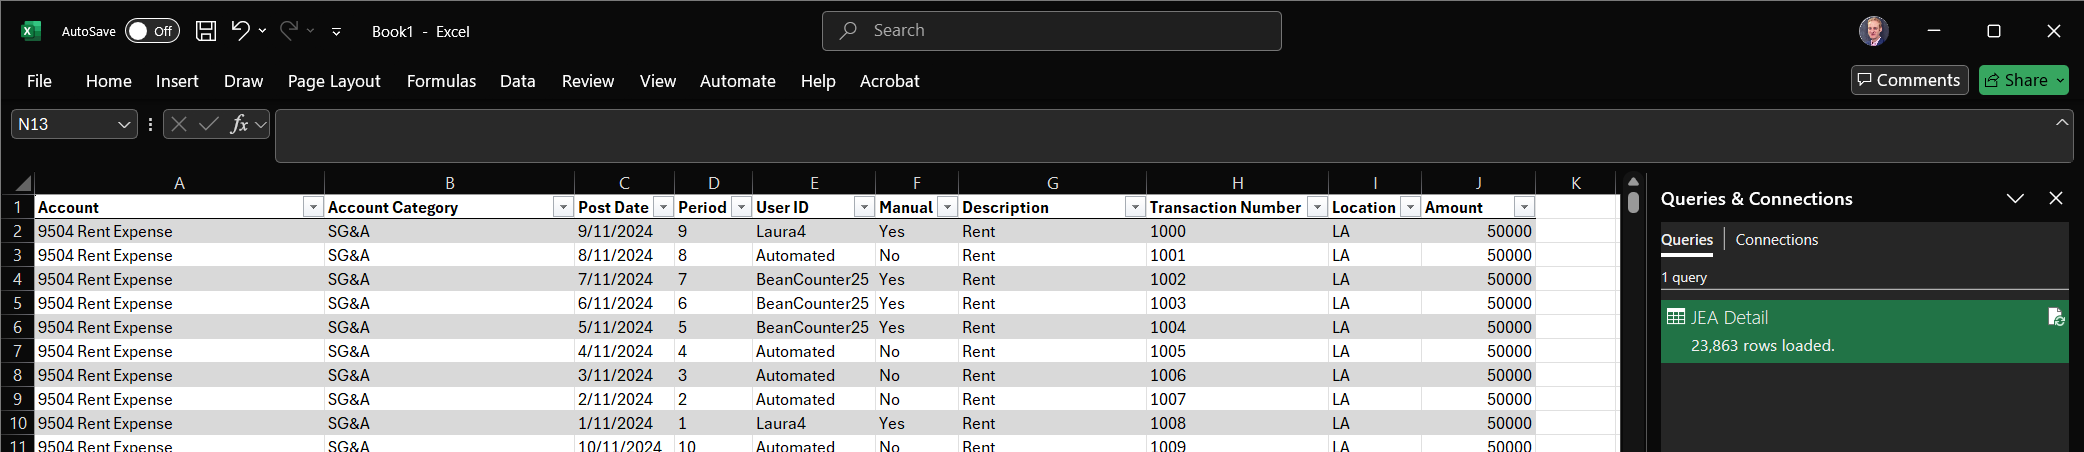 AutoSave Off Book1 - Excel Search
File Home Insert Draw Page Layout Formulas Data Review View Automate Help Acrobat Comments Share
N13 fx
A B C D E F G H I J K
1 Account Account Category Post Date Period User ID Manual Description Transaction Number Location Amount
2 9504 Rent Expense SG&A 9/11/2024 9 Laura4 Yes Rent 1000 LA 50000
3 9504 Rent Expense SG&A 8/11/2024 8 Automated No Rent 1001 LA 50000
4 9504 Rent Expense SG&A 7/11/2024 7 BeanCounter25 Yes Rent 1002 LA 50000
5 9504 Rent Expense SG&A 6/11/2024 6 BeanCounter25 Yes Rent 1003 LA 50000
6 9504 Rent Expense SG&A 5/11/2024 5 BeanCounter25 Yes Rent 1004 LA 50000
7 9504 Rent Expense SG&A 4/11/2024 4 Automated No Rent 1005 LA 50000
8 9504 Rent Expense SG&A 3/11/2024 3 Automated No Rent 1006 LA 50000
9 9504 Rent Expense SG&A 2/11/2024 2 Automated No Rent 1007 LA 50000
10 9504 Rent Expense SG&A 1/11/2024 1 Laura4 Yes Rent 1008 LA 50000
11 9504 Rent Expense SG&A 10/11/2024 10 Automated No Rent 1009 LA 50000
Queries & Connections
Queries Connections
1 query
JEA Detail
23,863 rows loaded.